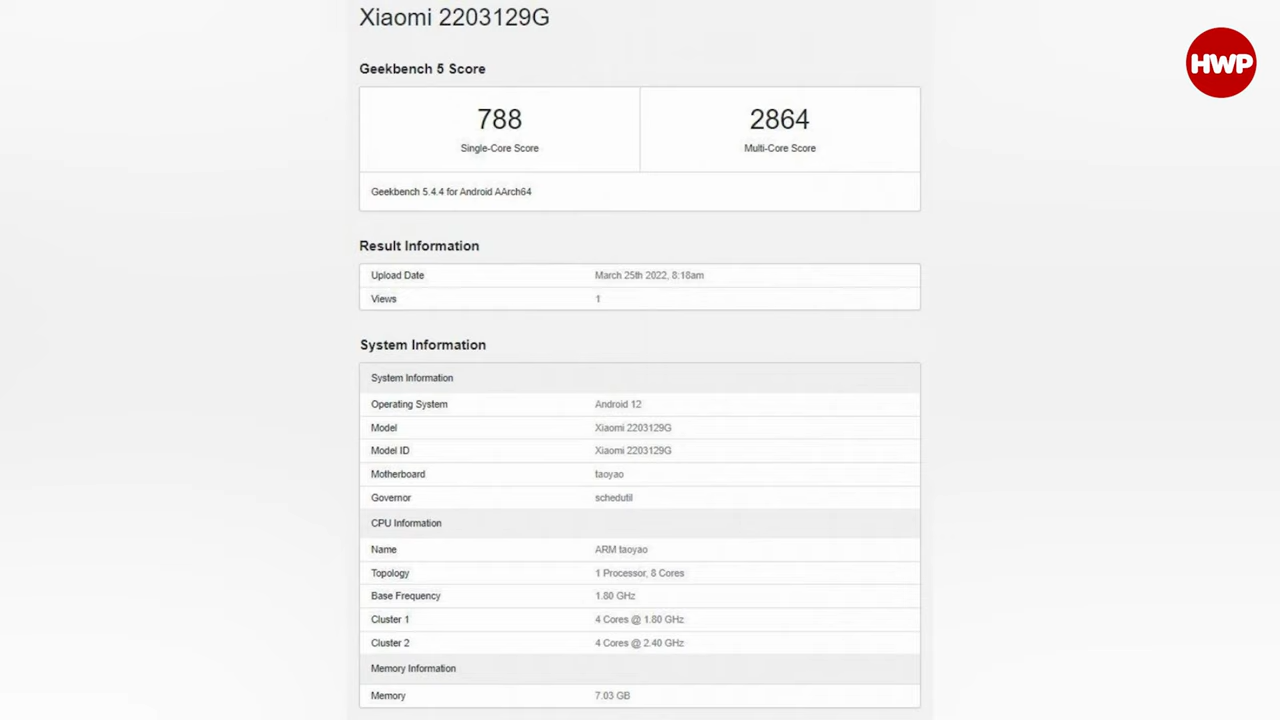 Xiaomi 2203129G
HWP
Geekbench 5 Score
788 2864
Single-Core Score Multi-Core Score
Geekbench 5.4.4 for Android AArch64
Result Information
Upload Date March 25th 2022, 8:18am
Views 1
System Information
System Information
Operating System Android 12
Model Xiaomi 2203129G
Model ID Xiaomi 2203129G
Motherboard taoyao
Governor schedutil
CPU Information
Name ARM taoyao
Topology 1 Processor, 8 Cores
Base Frequency 1.80 GHz
Cluster 1 4 Cores @ 1.80 GHz
Cluster 2 4 Cores @ 2.40 GHz
Memory Information
Memory 7.03 GB